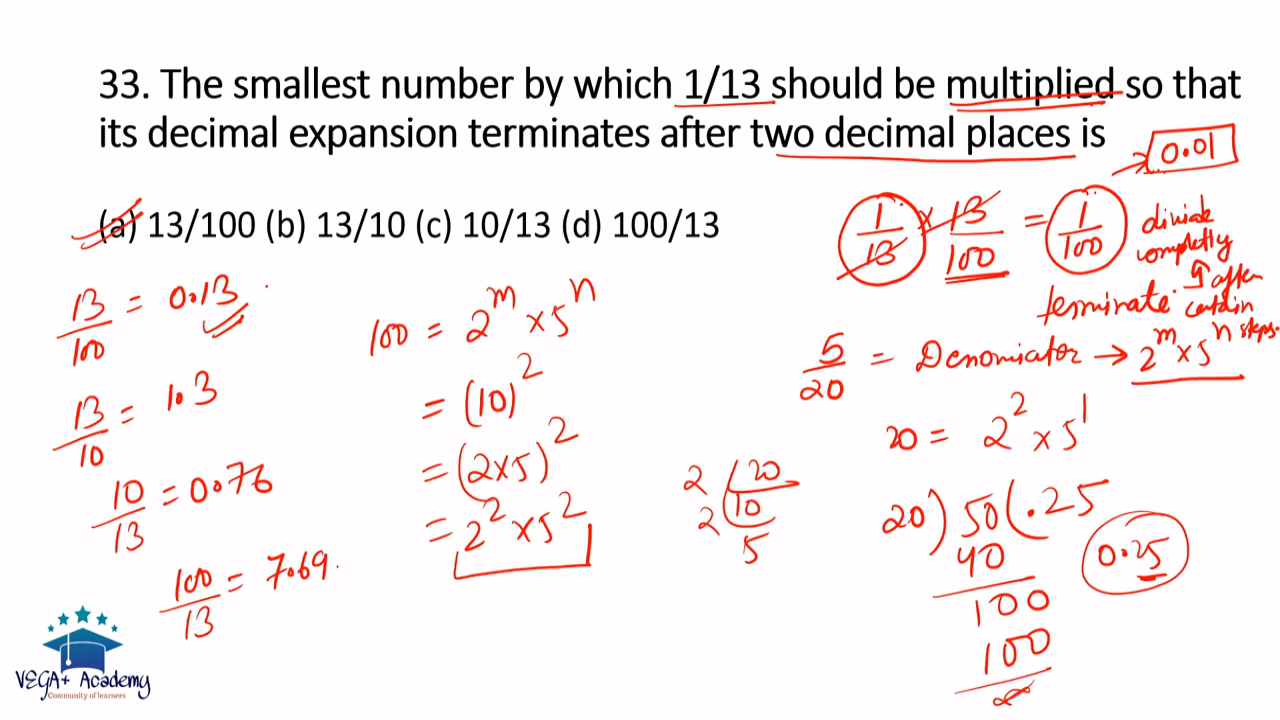 33. The smallest number by which 1/13 should be multiplied so that
its decimal expansion terminates after two decimal places is
(a) 13/100 (b) 13/10 (c) 10/13 (d) 100/13
0.01
1/13 × 13/100 = 1/100
divide
completly
after
certain
steps.
terminate.
5/20 = Denomiator → 2^m × 5^n
20 = 2^2 × 5^1
13/100 = 0.13
13/10 = 1.3
10/13 = 0.76
100/13 = 7.69.
100 = 2^m × 5^n
= (10)^2
= (2×5)^2
= 2^2 × 5^2
2 20
2 10
5
20) 50 (.25
40
100
100
0.25
VEGA+ Academy
Community of learners